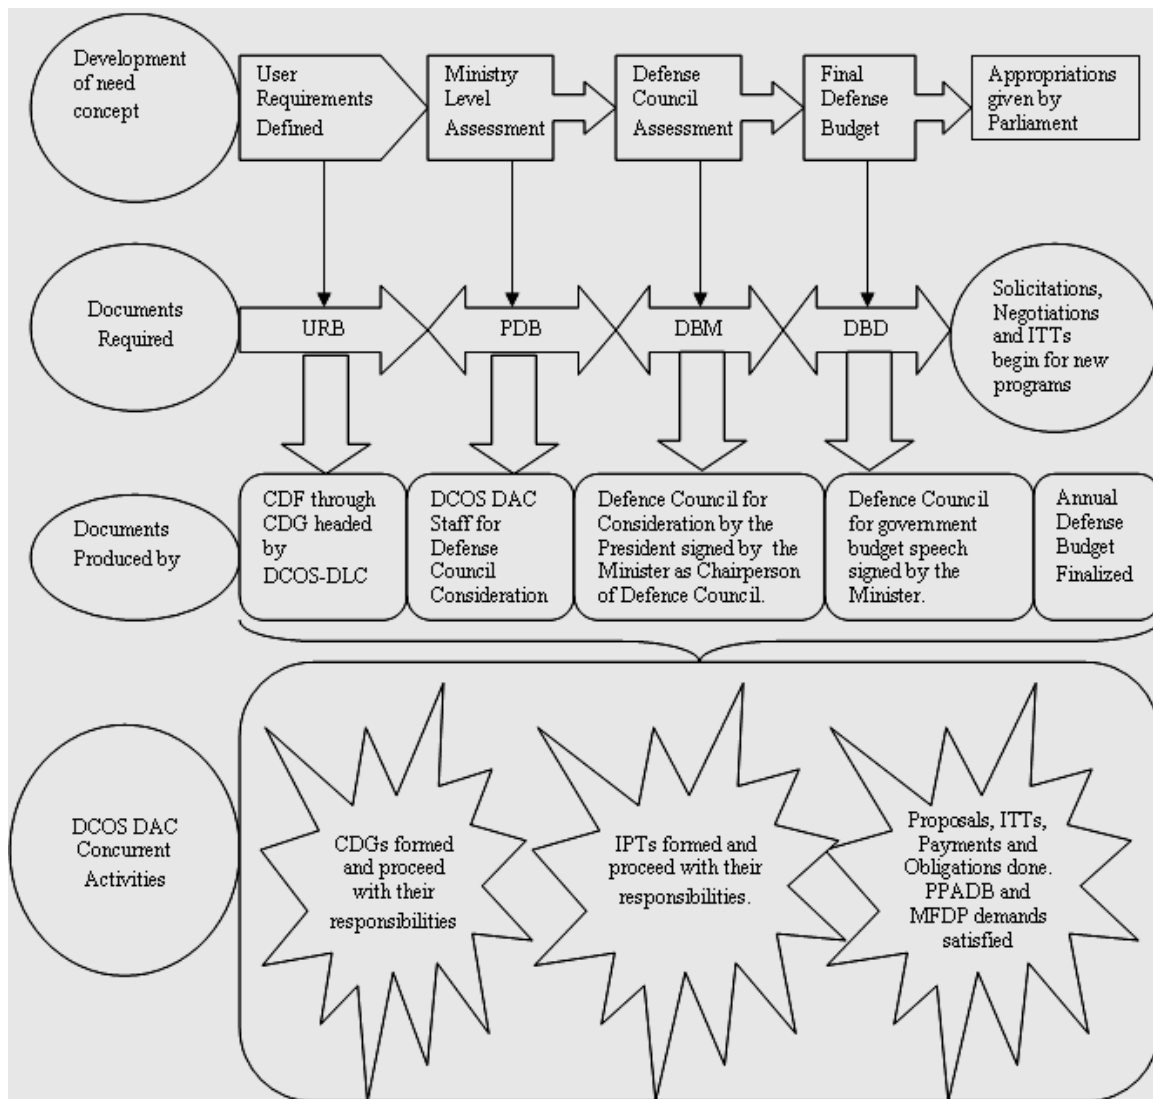 Development
of need
concept
User
Requirements
Defined
Ministry
Level
Assessment
Defense
Council
Assessment
Final
Defense
Budget
Appropriations
given by
Parliament
Documents
Required
URB
PDB
DBM
DBD
Solicitations,
Negotiations
and ITTs
begin for new
programs
Documents
Produced by
CDF through
CDG headed
by
DCOS-DLC
DCOS DAC
Staff for
Defense
Council
Consideration
Defence Council for
Consideration by the
President signed by the
Minister as Chairperson
of Defence Council.
Defence Council
for government
budget speech
signed by the
Minister.
Annual
Defense
Budget
Finalized
DCOS DAC
Concurrent
Activities
CDGs formed
and proceed
with their
responsibilities
IPTs formed and
proceed with their
responsibilities.
Proposals, ITTs,
Payments and
Obligations done.
PPADB and
MFDP demands
satisfied